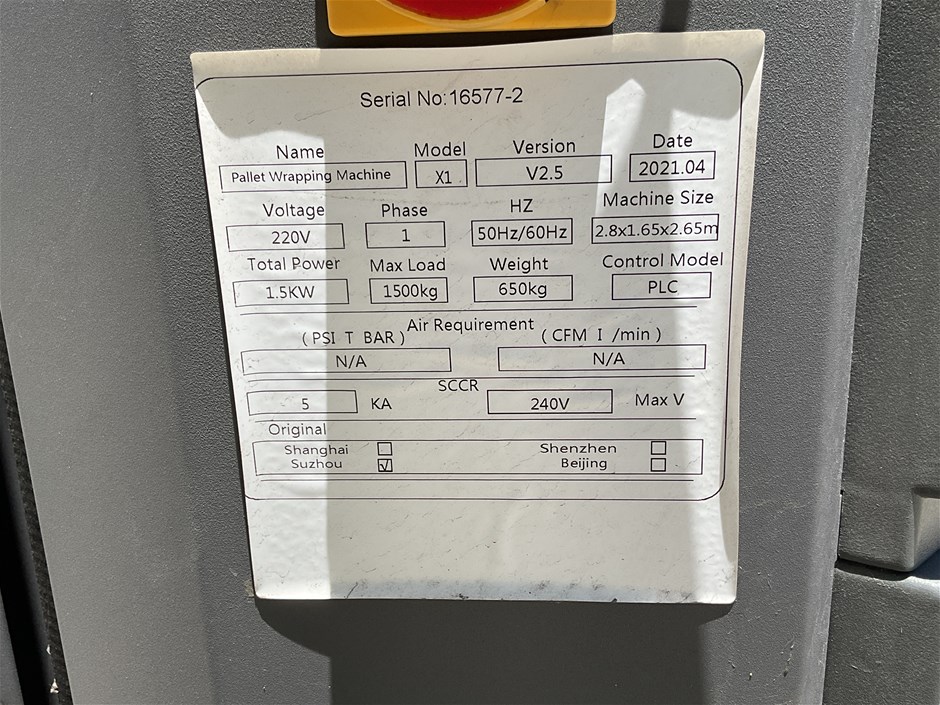 Serial No:16577-2
Name Model Version Date
Pallet Wrapping Machine X1 V2.5 2021.04
Voltage Phase HZ Machine Size
220V 1 50Hz/60Hz 2.8x1.65x2.65m
Total Power Max Load Weight Control Model
1.5KW 1500kg 650kg PLC
Air Requirement
( PSI T BAR ) ( CFM I /min )
N/A N/A
SCCR
5 KA 240V Max V
Original
Shanghai ☐ Shenzhen ☐
Suzhou ☑ Beijing ☐